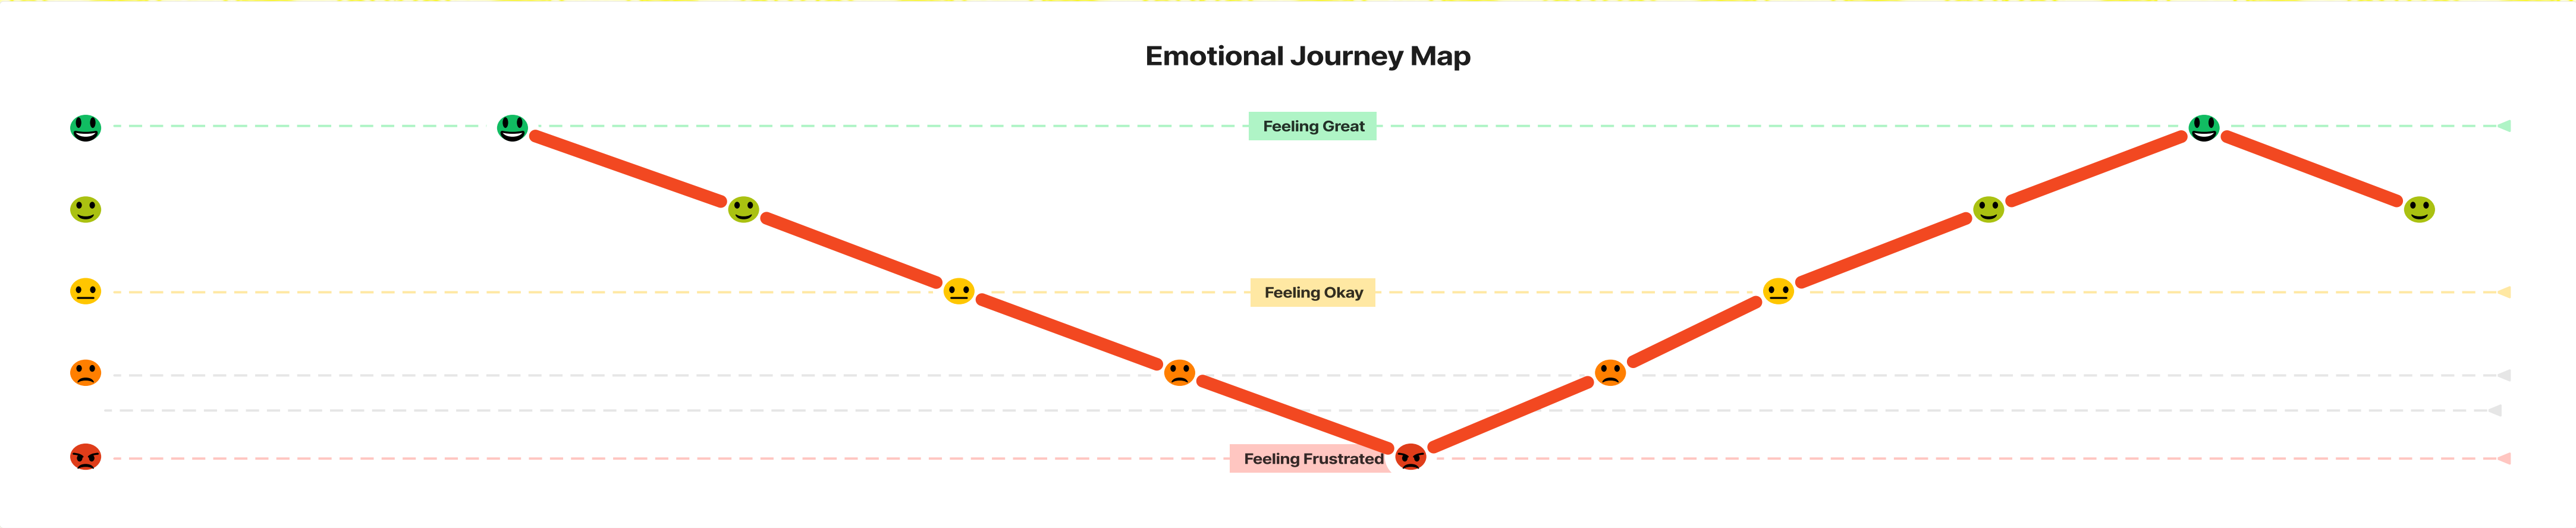 Emotional Journey Map
Feeling Great
Feeling Okay
Feeling Frustrated